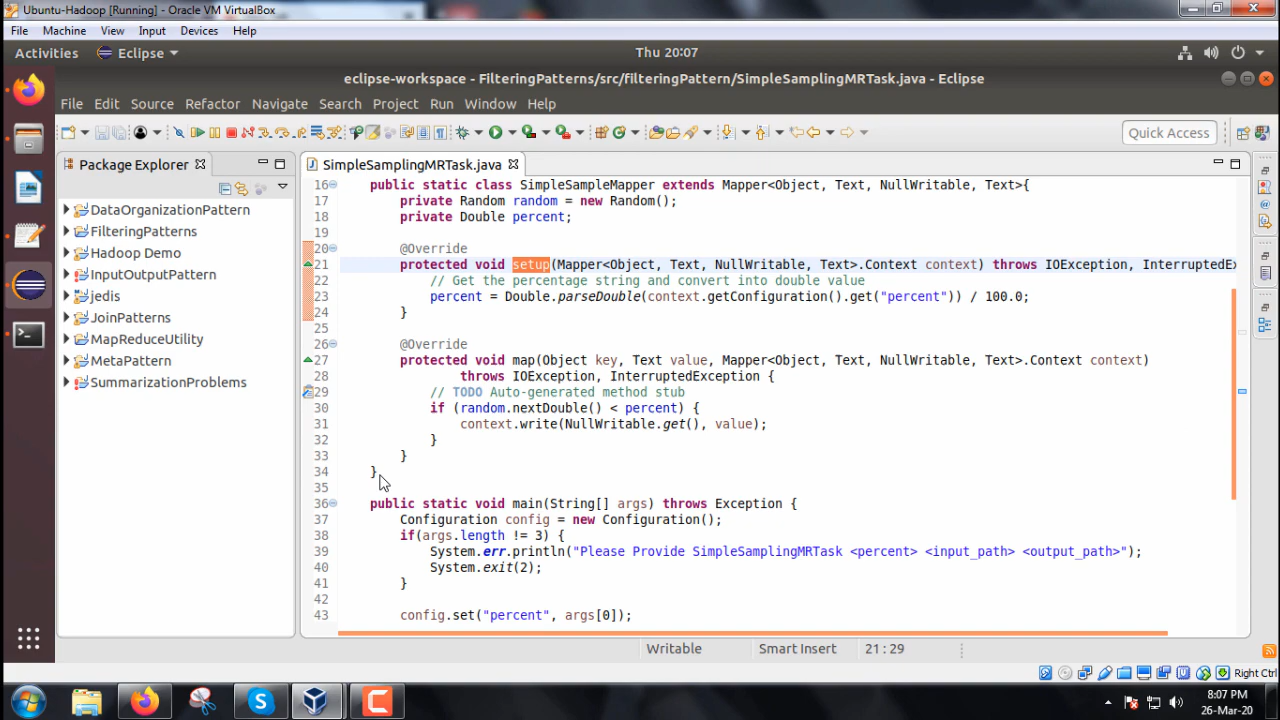 Ubuntu-Hadoop [Running] - Oracle VM VirtualBox
File Machine View Input Devices Help
Activities Eclipse Thu 20:07
eclipse-workspace - FilteringPatterns/src/filteringPattern/SimpleSamplingMRTask.java - Eclipse
File Edit Source Refactor Navigate Search Project Run Window Help
Quick Access
Package Explorer
DataOrganizationPattern
FilteringPatterns
Hadoop Demo
InputOutputPattern
jedis
JoinPatterns
MapReduceUtility
MetaPattern
SummarizationProblems
SimpleSamplingMRTask.java
16 public static class SimpleSampleMapper extends Mapper<Object, Text, NullWritable, Text>{
17 private Random random = new Random();
18 private Double percent;
19
20 @Override
21 protected void setup(Mapper<Object, Text, NullWritable, Text>.Context context) throws IOException, InterruptedEx
22 // Get the percentage string and convert into double value
23 percent = Double.parseDouble(context.getConfiguration().get("percent")) / 100.0;
24 }
25
26 @Override
27 protected void map(Object key, Text value, Mapper<Object, Text, NullWritable, Text>.Context context)
28 throws IOException, InterruptedException {
29 // TODO Auto-generated method stub
30 if (random.nextDouble() < percent) {
31 context.write(NullWritable.get(), value);
32 }
33 }
34 }
35
36 public static void main(String[] args) throws Exception {
37 Configuration config = new Configuration();
38 if(args.length != 3) {
39 System.err.println("Please Provide SimpleSamplingMRTask <percent> <input_path> <output_path>");
40 System.exit(2);
41 }
42
43 config.set("percent", args[0]);
Writable Smart Insert 21 : 29
Right Ctrl
8:07 PM
26-Mar-20